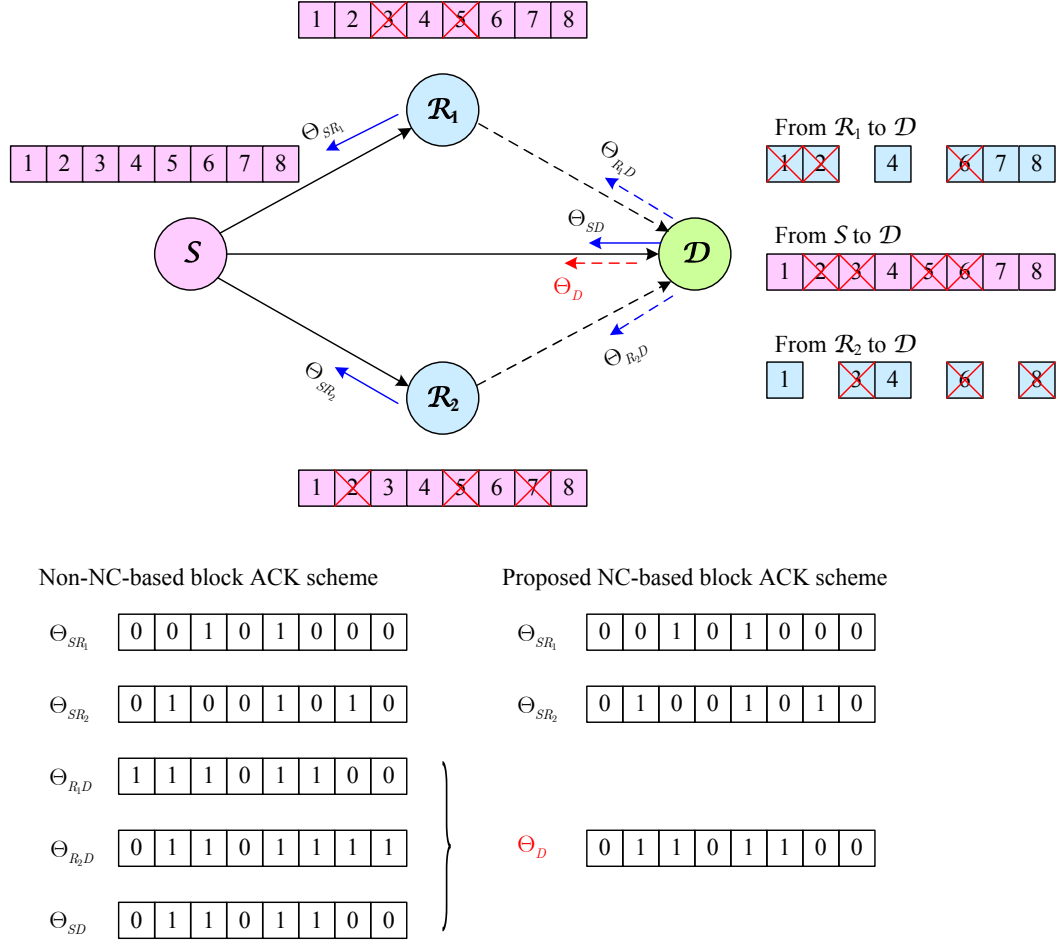 1 2 3 4 5 6 7 8
R1
Θ_SR1
Θ_R1D
From R1 to D
1 2 4 6 7 8
1 2 3 4 5 6 7 8
S
Θ_SD
D
From S to D
1 2 3 4 5 6 7 8
Θ_D
Θ_R2D
From R2 to D
1 3 4 6 8
Θ_SR2
R2
1 2 3 4 5 6 7 8
Non-NC-based block ACK scheme
Θ_SR1 0 0 1 0 1 0 0 0
Θ_SR2 0 1 0 0 1 0 1 0
Θ_R1D 1 1 1 0 1 1 0 0
Θ_R2D 0 1 1 0 1 1 1 1
Θ_SD 0 1 1 0 1 1 0 0
Proposed NC-based block ACK scheme
Θ_SR1 0 0 1 0 1 0 0 0
Θ_SR2 0 1 0 0 1 0 1 0
Θ_D 0 1 1 0 1 1 0 0